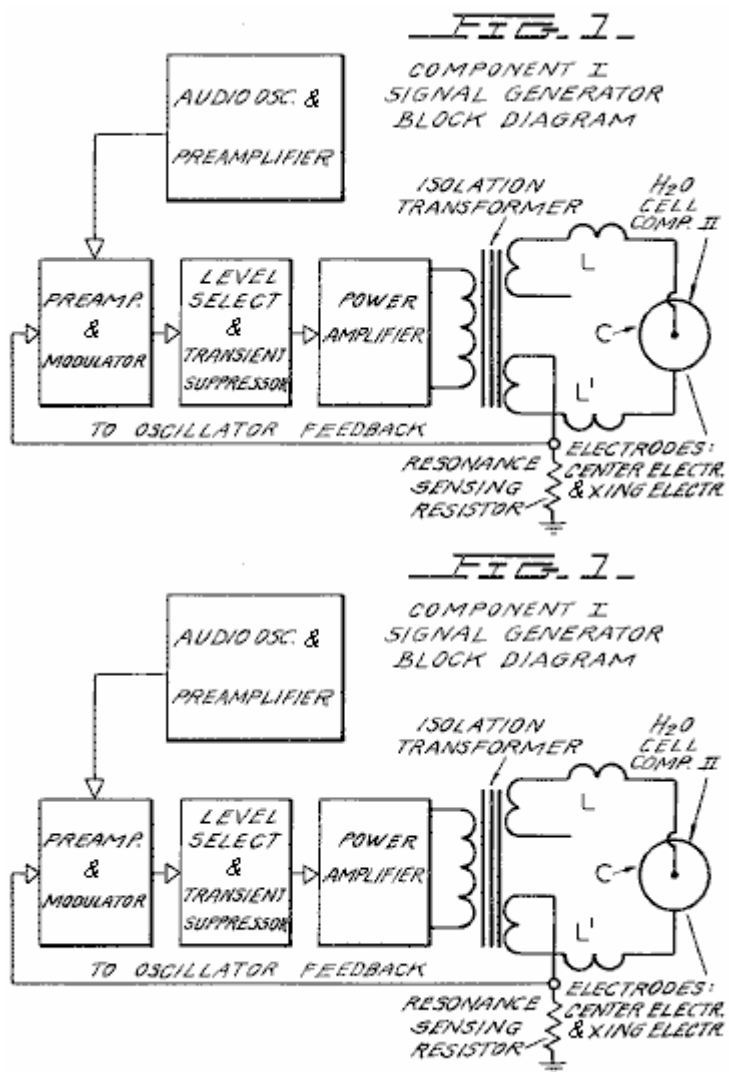 FIG. 1
COMPONENT I
SIGNAL GENERATOR
BLOCK DIAGRAM
AUDIO OSC. &
PREAMPLIFIER
ISOLATION
TRANSFORMER
H₂O
CELL
COMP. II
PREAMP.
&
MODULATOR
LEVEL
SELECT
&
TRANSIENT
SUPPRESSOR
POWER
AMPLIFIER
L
C
L'
TO OSCILLATOR FEEDBACK
RESONANCE
SENSING
RESISTOR
ELECTRODES:
CENTER ELECTR.
& XING ELECTR.
FIG. 1
COMPONENT I
SIGNAL GENERATOR
BLOCK DIAGRAM
AUDIO OSC. &
PREAMPLIFIER
ISOLATION
TRANSFORMER
H₂O
CELL
COMP. II
PREAMP.
&
MODULATOR
LEVEL
SELECT
&
TRANSIENT
SUPPRESSOR
POWER
AMPLIFIER
L
C
L'
TO OSCILLATOR FEEDBACK
RESONANCE
SENSING
RESISTOR
ELECTRODES:
CENTER ELECTR.
& XING ELECTR.